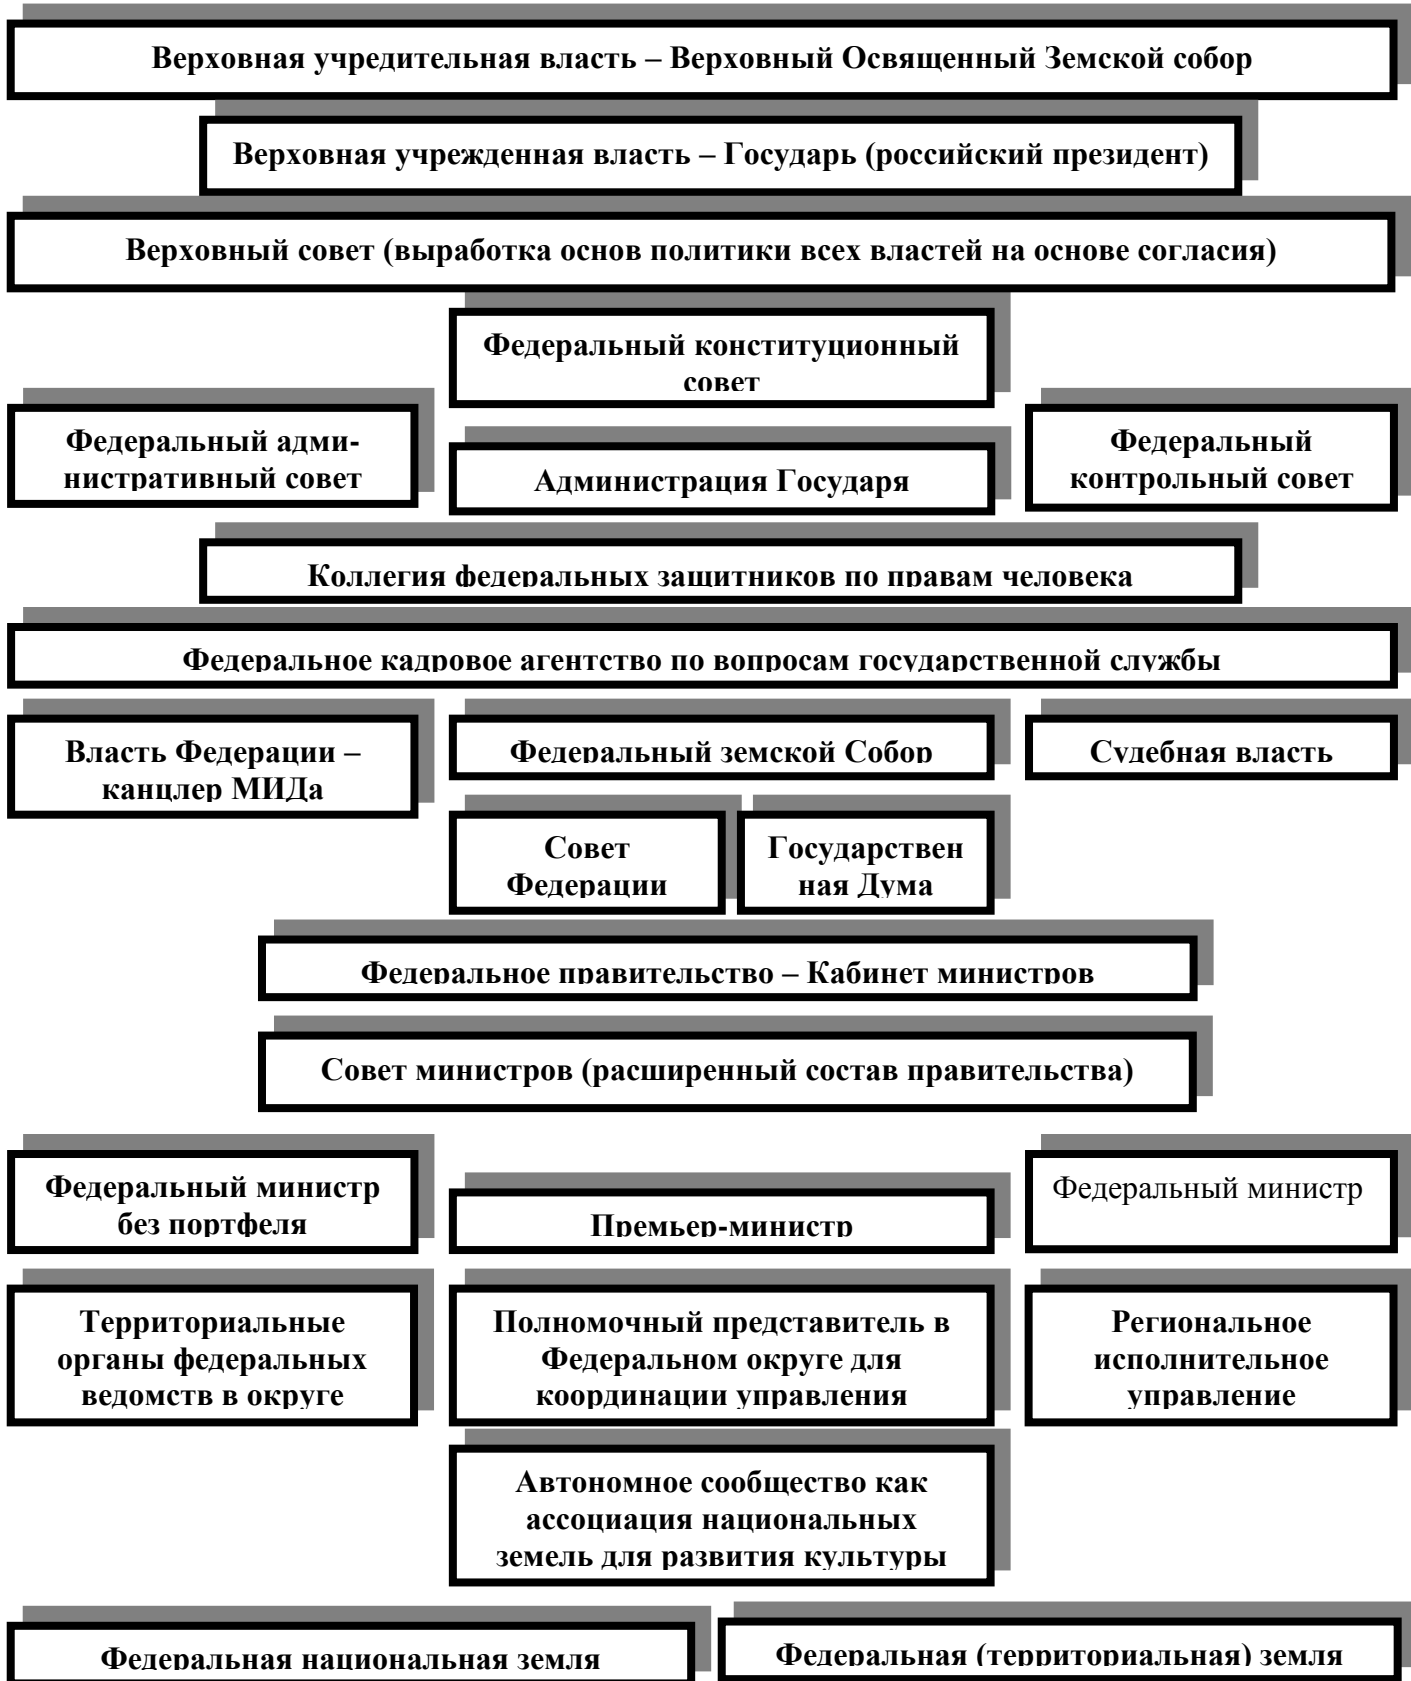 Верховная учредительная власть – Верховный Освященный Земской собор
Верховная учрежденная власть – Государь (российский президент)
Верховный совет (выработка основ политики всех властей на основе согласия)
Федеральный конституционный
совет
Федеральный адми-
нистративный совет
Администрация Государя
Федеральный
контрольный совет
Коллегия федеральных защитников по правам человека
Федеральное кадровое агентство по вопросам государственной службы
Власть Федерации –
канцлер МИДа
Федеральный земской Собор
Судебная власть
Совет
Федерации
Государствен
ная Дума
Федеральное правительство – Кабинет министров
Совет министров (расширенный состав правительства)
Федеральный министр
без портфеля
Премьер-министр
Федеральный министр
Территориальные
органы федеральных
ведомств в округе
Полномочный представитель в
Федеральном округе для
координации управления
Региональное
исполнительное
управление
Автономное сообщество как
ассоциация национальных
земель для развития культуры
Федеральная национальная земля
Федеральная (территориальная) земля